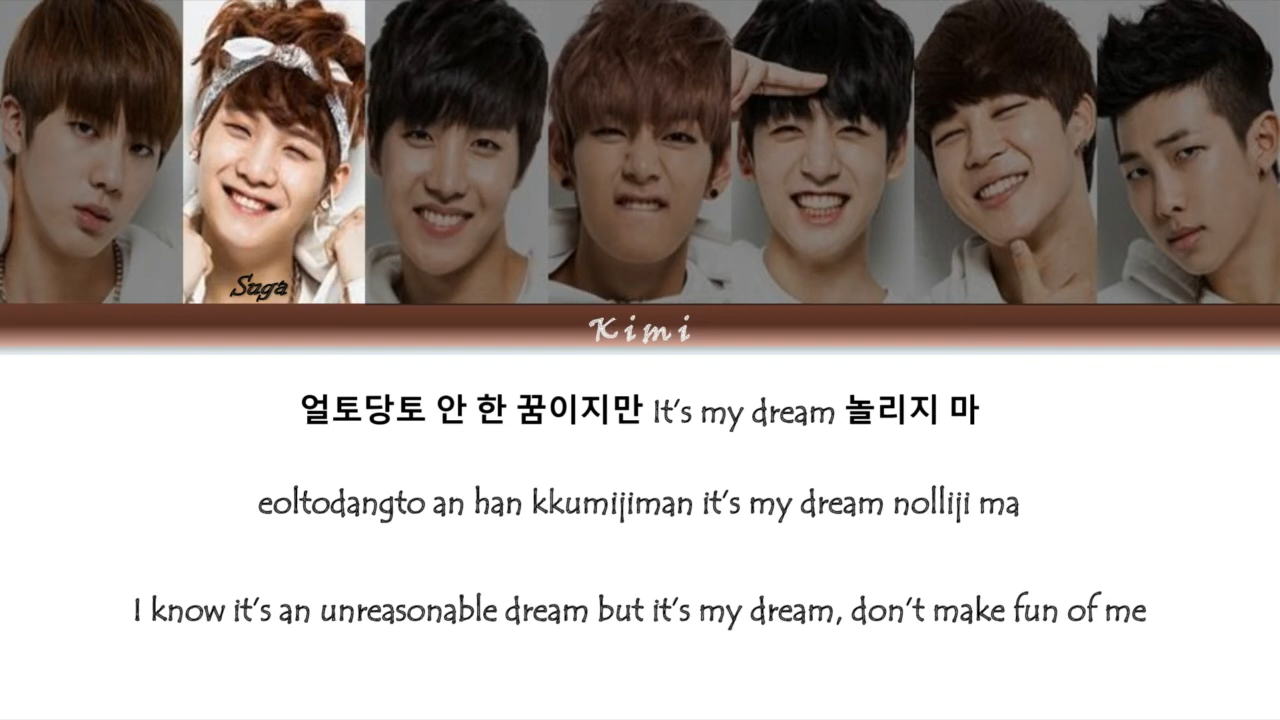 Suga
Kimi
얼토당토 안 한 꿈이지만 It's my dream 놀리지 마
eoltodangto an han kkumijiman it's my dream nolliji ma
I know it's an unreasonable dream but it's my dream, don't make fun of me